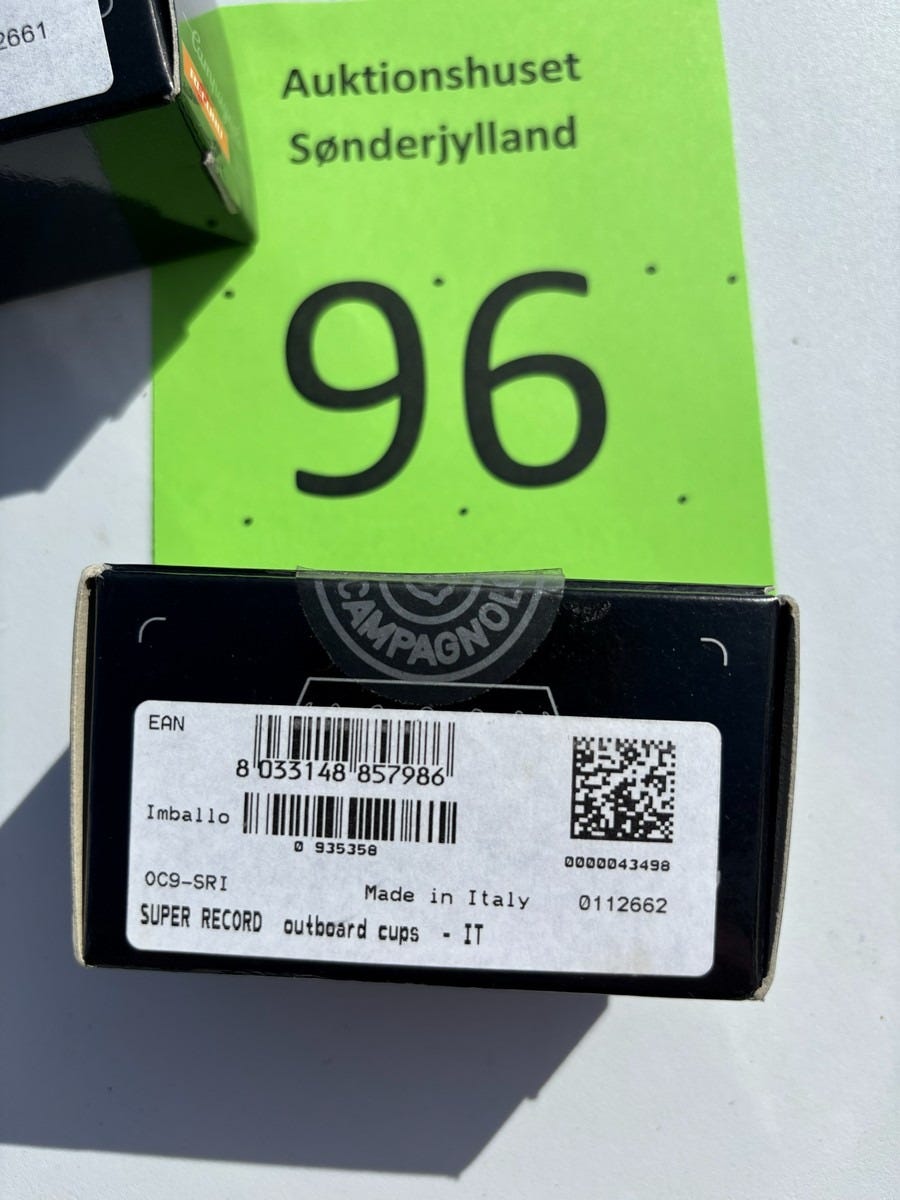 2661
Auktionshuset
Sønderjylland
96
CAMPAGNOLO
EAN
8 033148 857986
Imballo
0 935358
0000043498
OC9-SRI
Made in Italy
0112662
SUPER RECORD outboard cups - IT